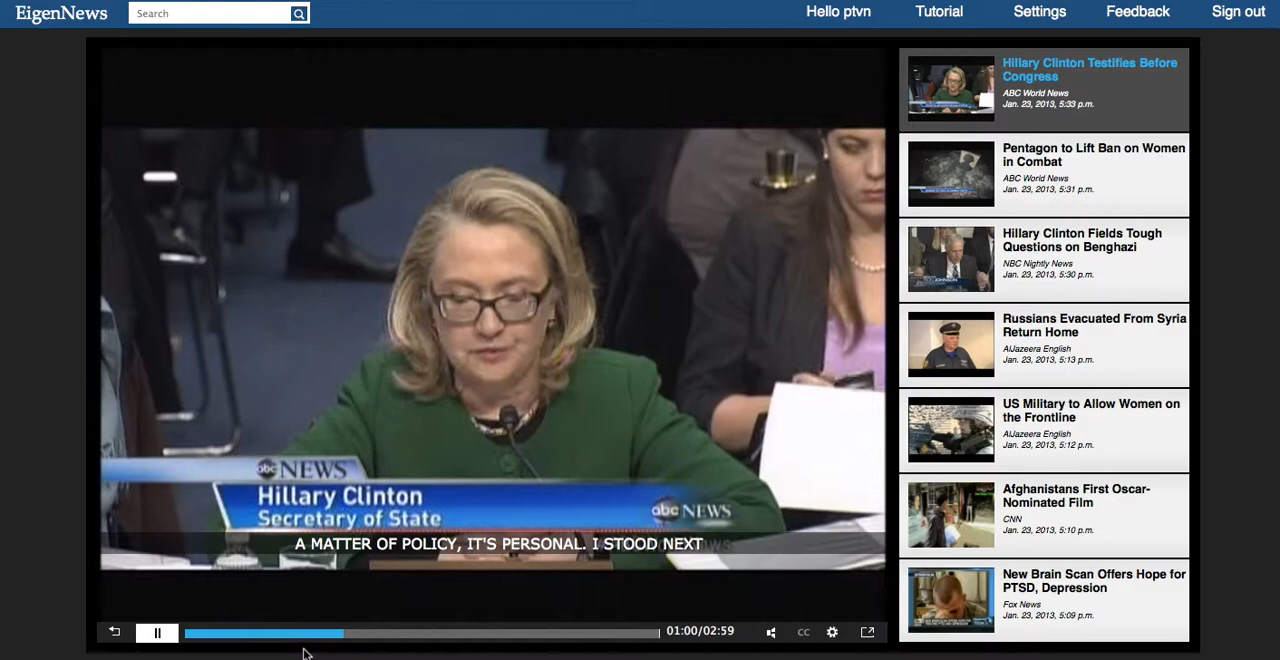 EigenNews
Search
Hello ptvn
Tutorial
Settings
Feedback
Sign out
abc NEWS
Hillary Clinton
Secretary of State
abc NEWS
A MATTER OF POLICY, IT'S PERSONAL. I STOOD NEXT
01:00/02:59
CC
Hillary Clinton Testifies Before
Congress
ABC World News
Jan. 23, 2013, 5:33 p.m.
Pentagon to Lift Ban on Women
in Combat
ABC World News
Jan. 23, 2013, 5:31 p.m.
Hillary Clinton Fields Tough
Questions on Benghazi
NBC Nightly News
Jan. 23, 2013, 5:30 p.m.
Russians Evacuated From Syria
Return Home
AlJazeera English
Jan. 23, 2013, 5:13 p.m.
US Military to Allow Women on
the Frontline
AlJazeera English
Jan. 23, 2013, 5:12 p.m.
Afghanistans First Oscar-
Nominated Film
CNN
Jan. 23, 2013, 5:10 p.m.
New Brain Scan Offers Hope for
PTSD, Depression
Fox News
Jan. 23, 2013, 5:09 p.m.